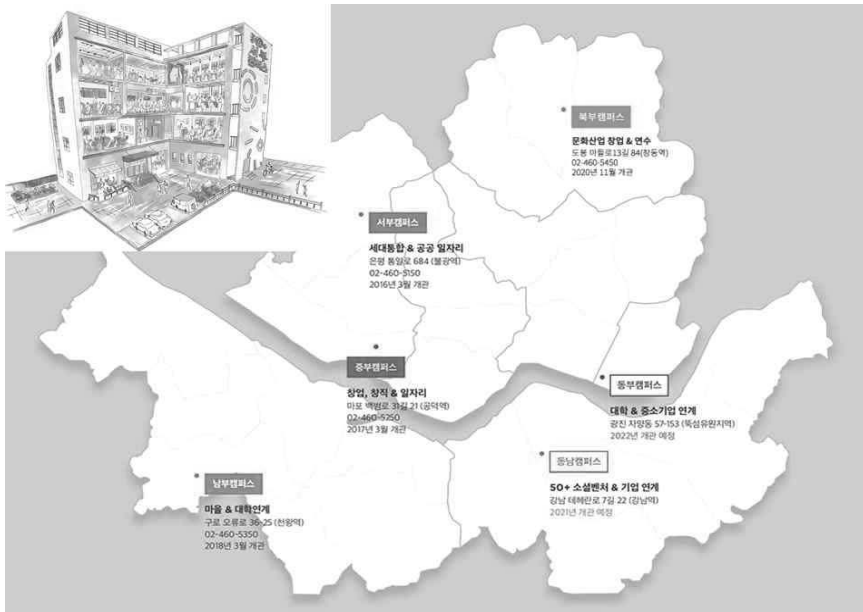 북부캠퍼스
문화산업 창업 & 연수
도봉 마들로13길 84(창동역)
02-460-5450
2020년 11월 개관
서부캠퍼스
세대통합 & 공공 일자리
은평 통일로 684 (불광역)
02-460-5150
2016년 3월 개관
중부캠퍼스
창업, 창직 & 일자리
마포 백범로 31길 21 (공덕역)
02-460-5250
2017년 3월 개관
동부캠퍼스
대학 & 중소기업 연계
광진 자양동 57-153 (뚝섬유원지역)
2022년 개관 예정
동남캠퍼스
50+ 소셜벤처 & 기업 연계
강남 테헤란로 7길 22 (강남역)
2021년 개관 예정
남부캠퍼스
마을 & 대학연계
구로 오류로 36-25 (천왕역)
02-460-5350
2018년 3월 개관